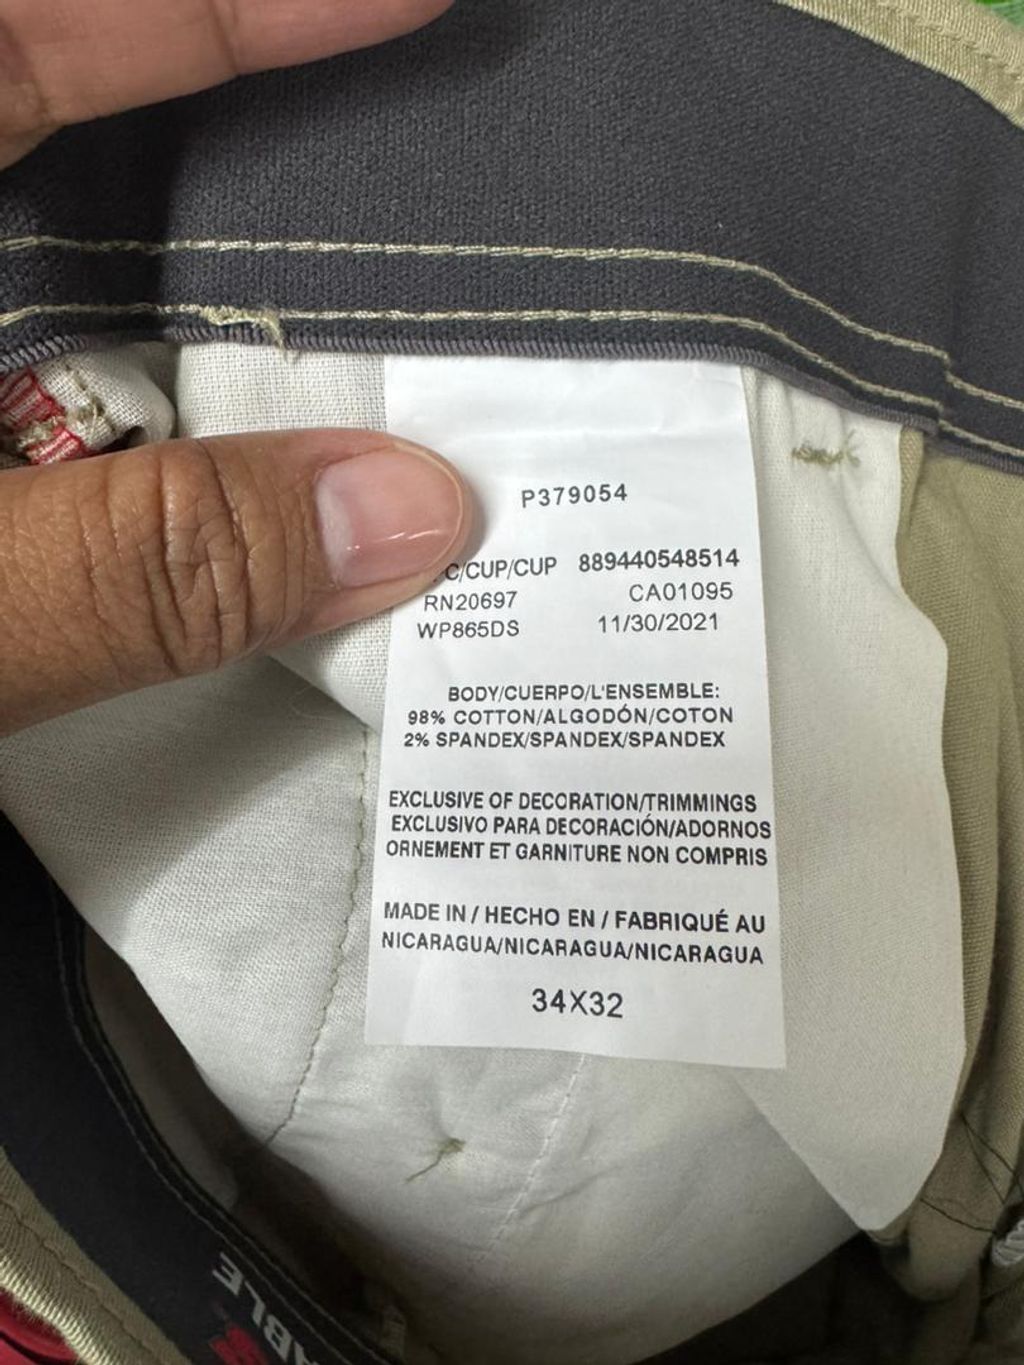 P379054
C/CUP/CUP 889440548514
RN20697 CA01095
WP865DS 11/30/2021
BODY/CUERPO/L'ENSEMBLE:
98% COTTON/ALGODÓN/COTON
2% SPANDEX/SPANDEX/SPANDEX
EXCLUSIVE OF DECORATION/TRIMMINGS
EXCLUSIVO PARA DECORACIÓN/ADORNOS
ORNEMENT ET GARNITURE NON COMPRIS
MADE IN / HECHO EN / FABRIQUÉ AU
NICARAGUA/NICARAGUA/NICARAGUA
34X32
ABLE